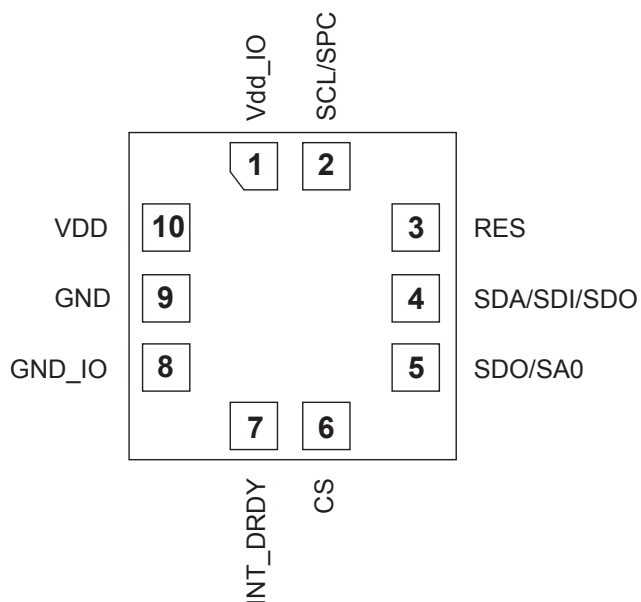 Vdd_IO
SCL/SPC
1
2
VDD
10
3
RES
GND
9
4
SDA/SDI/SDO
GND_IO
8
5
SDO/SA0
7
6
INT_DRDY
CS